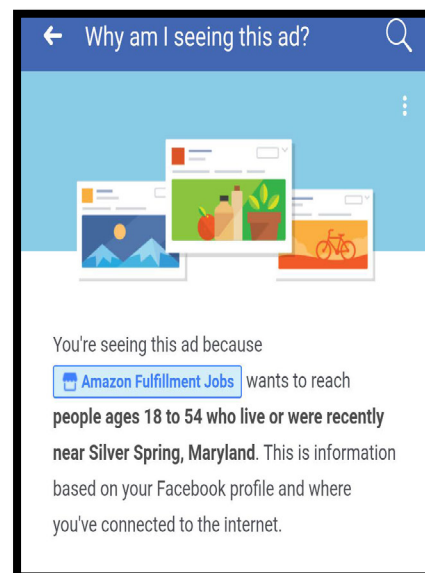 Why am I seeing this ad?
You're seeing this ad because
Amazon Fulfillment Jobs wants to reach
people ages 18 to 54 who live or were recently
near Silver Spring, Maryland. This is information
based on your Facebook profile and where
you've connected to the internet.